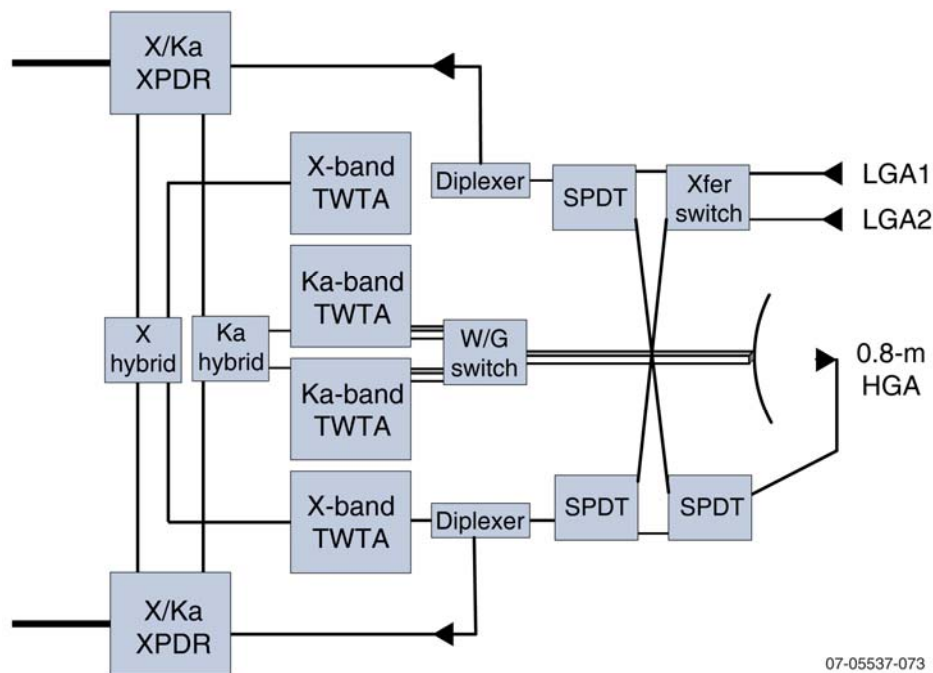 X/Ka
XPDR
X-band
TWTA
Diplexer
SPDT
Xfer
switch
LGA1
LGA2
Ka-band
TWTA
X
hybrid
Ka
hybrid
W/G
switch
0.8-m
HGA
Ka-band
TWTA
X-band
TWTA
Diplexer
SPDT
SPDT
X/Ka
XPDR
07-05537-073